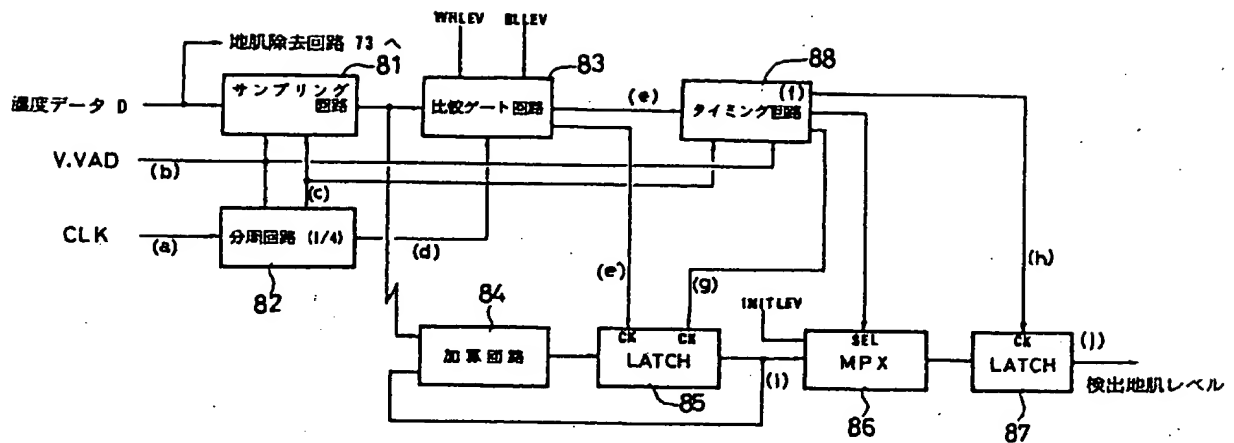 WHLEV BLLEV
地肌除去回路 73 へ
81
83
88
濃度データ D
サンプリング
回路
比較ゲート回路
(e)
(f)
タイミング回路
V.VAD
(b)
(c)
CLK
(a)
分周回路 (1/4)
(d)
82
(e')
(g)
(h)
84
INITLEV
加算回路
CK CK
LATCH
85
(i)
SEL
MPX
86
CK
LATCH
87
(j)
検出地肌レベル